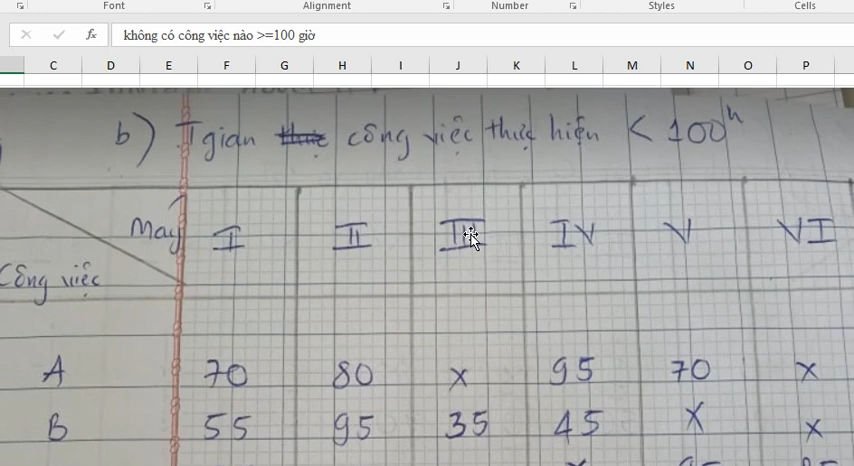 Font Alignment Number Styles Cells
không có công việc nào >=100 giờ
C D E F G H I J K L M N O P
b) Tgian công việc thực hiện < 100h
Máy I II III IV V VI
Công việc
A 70 80 x 95 70 x
B 55 95 35 45 x x